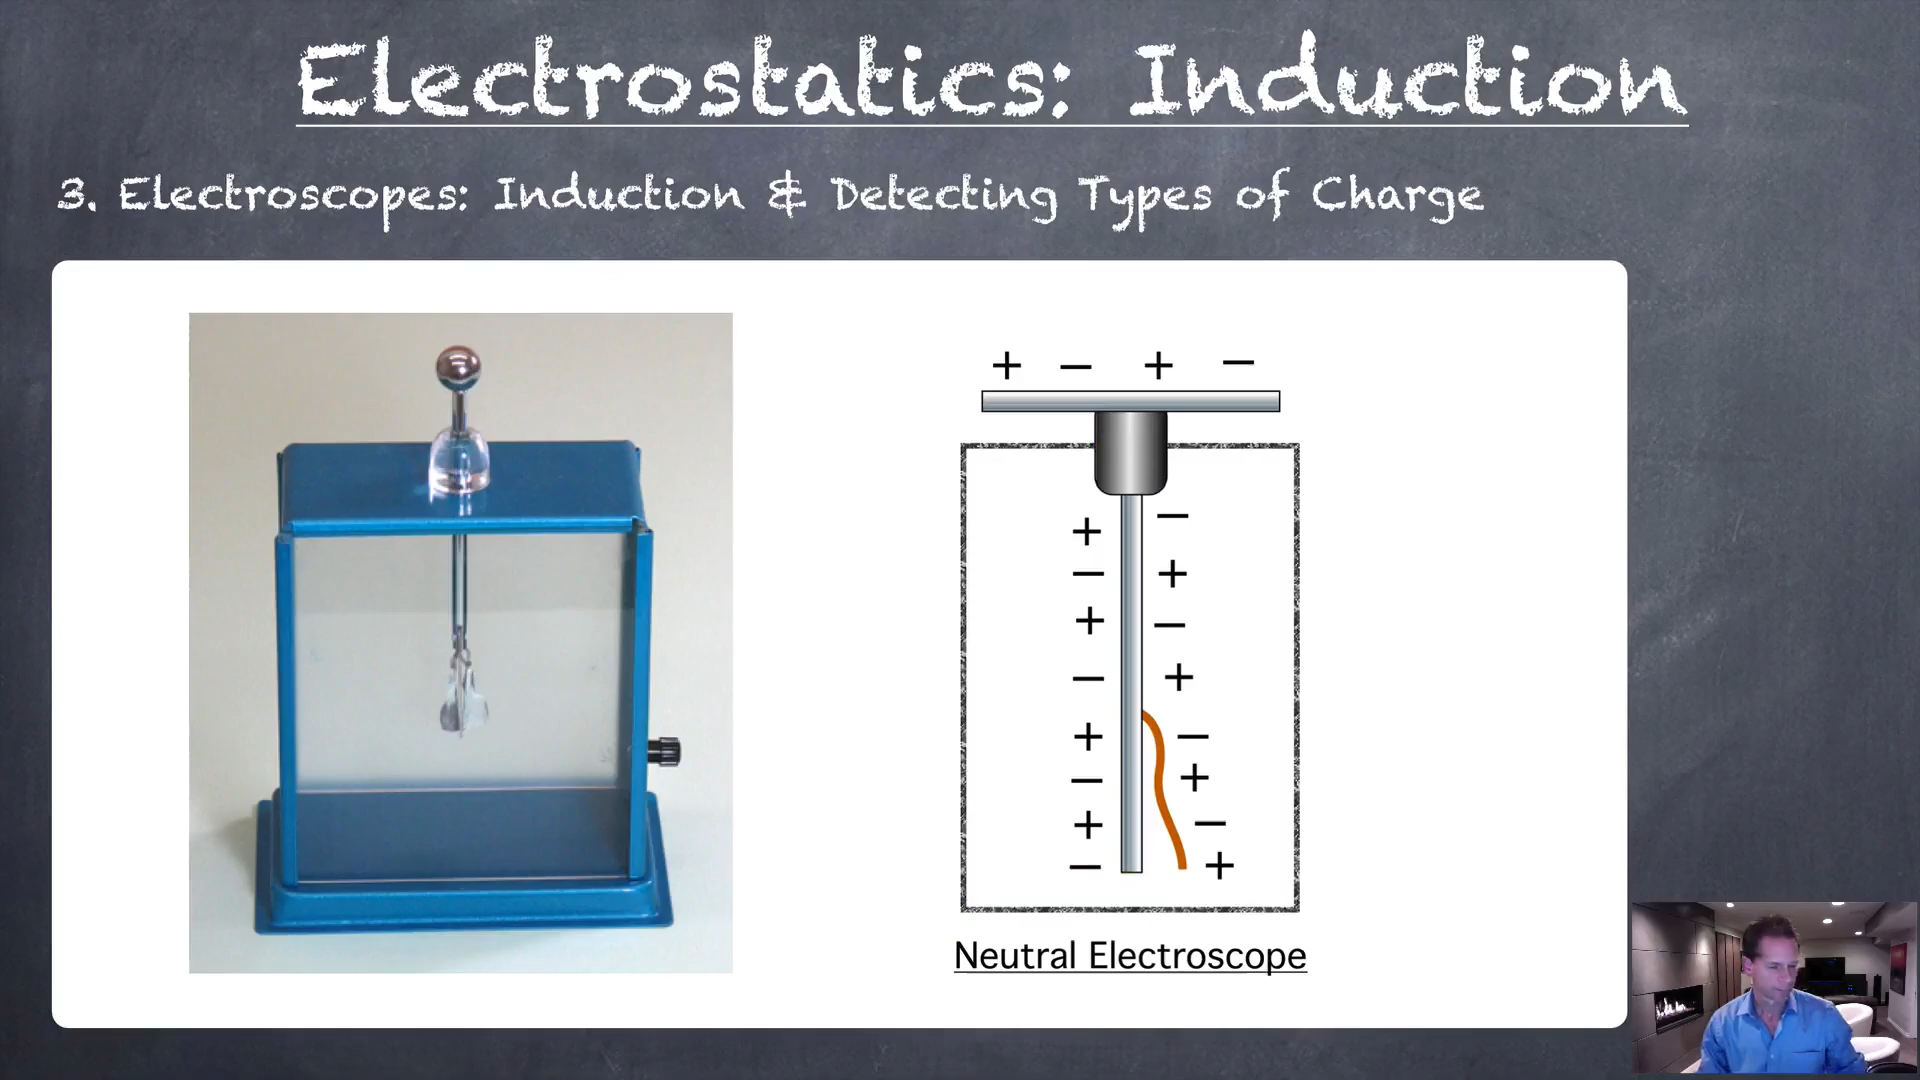 Electrostatics: Induction
3. Electroscopes: Induction & Detecting Types of Charge
+ − + −
+ −
− +
+ −
− +
+ −
− +
+ −
− +
Neutral Electroscope